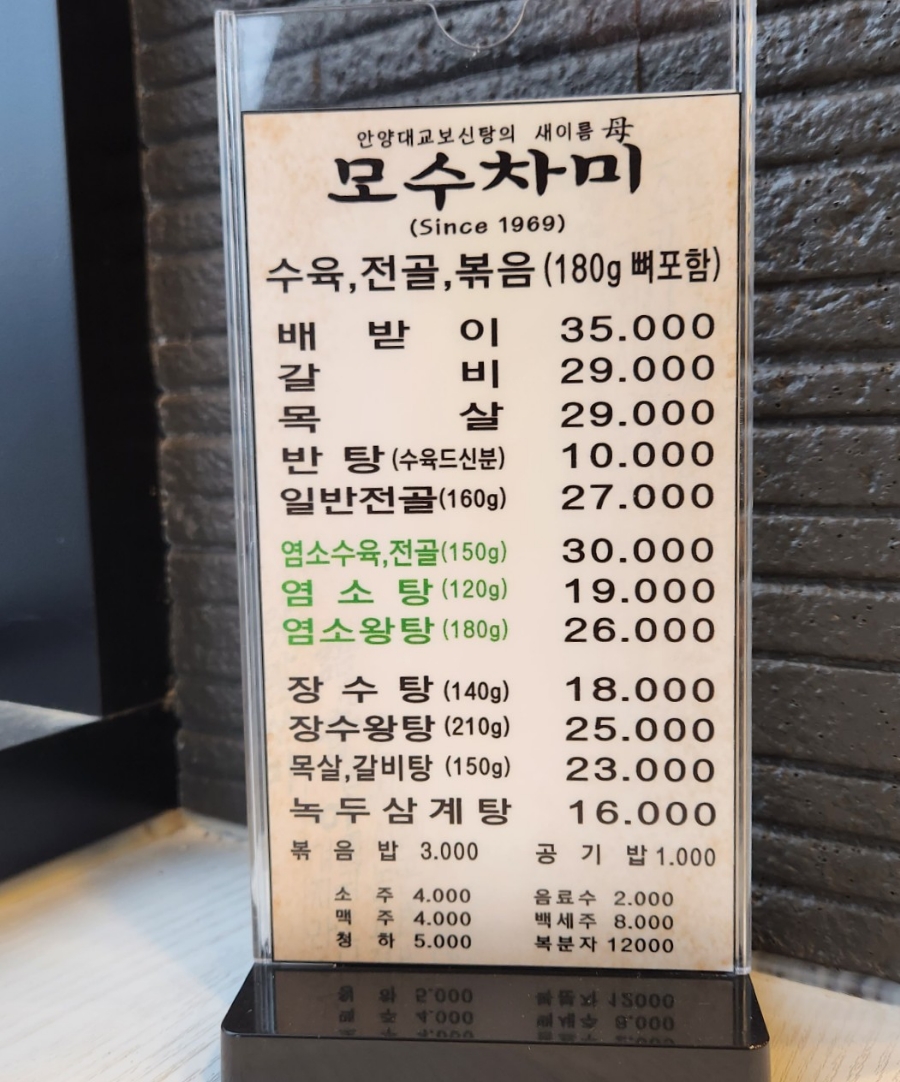 안양대교보신탕의 새이름 母
모수차미
(Since 1969)
수육,전골,볶음(180g 뼈포함)
배 받 이 35.000
갈 비 29.000
목 살 29.000
반 탕(수육드신분) 10.000
일반전골(160g) 27.000
염소수육,전골(150g) 30.000
염 소 탕 (120g) 19.000
염소왕탕 (180g) 26.000
장 수 탕 (140g) 18.000
장수왕탕 (210g) 25.000
목살,갈비탕 (150g) 23.000
녹두삼계탕 16.000
볶 음 밥 3.000 공 기 밥 1.000
소 주 4.000 음료수 2.000
맥 주 4.000 백세주 8.000
청 하 5.000 복분자 12000